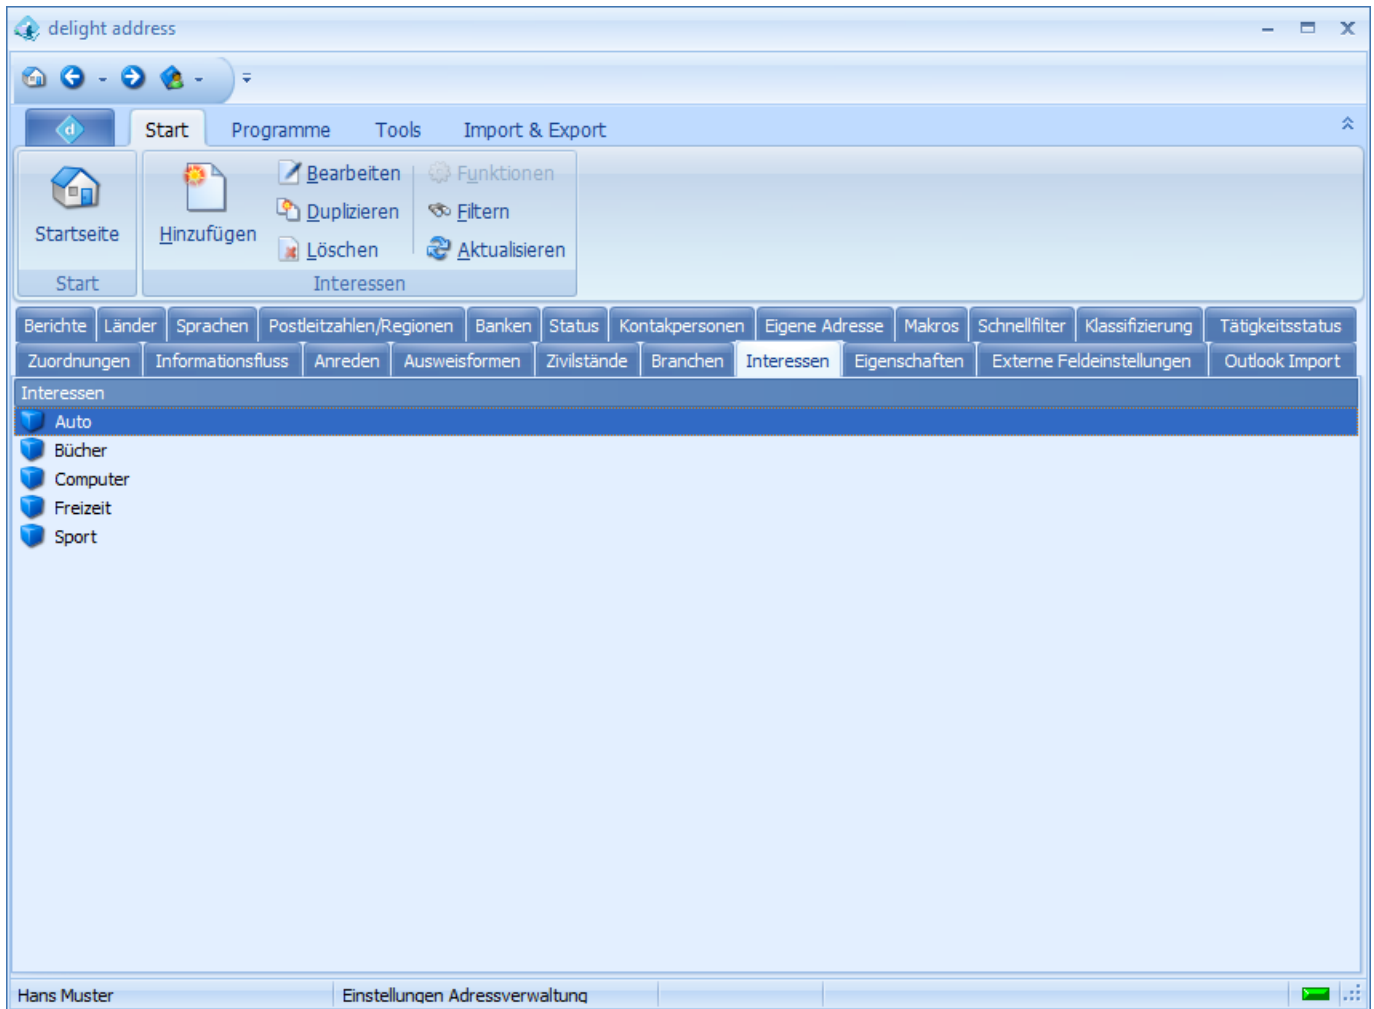 delight address
Start Programme Tools Import & Export
Startseite
Start
Hinzufügen
Bearbeiten Funktionen
Duplizieren Filtern
Löschen Aktualisieren
Interessen
Berichte Länder Sprachen Postleitzahlen/Regionen Banken Status Kontakpersonen Eigene Adresse Makros Schnellfilter Klassifizierung Tätigkeitsstatus
Zuordnungen Informationsfluss Anreden Ausweisformen Zivilstände Branchen Interessen Eigenschaften Externe Feldeinstellungen Outlook Import
Interessen
Auto
Bücher
Computer
Freizeit
Sport
Hans Muster Einstellungen Adressverwaltung